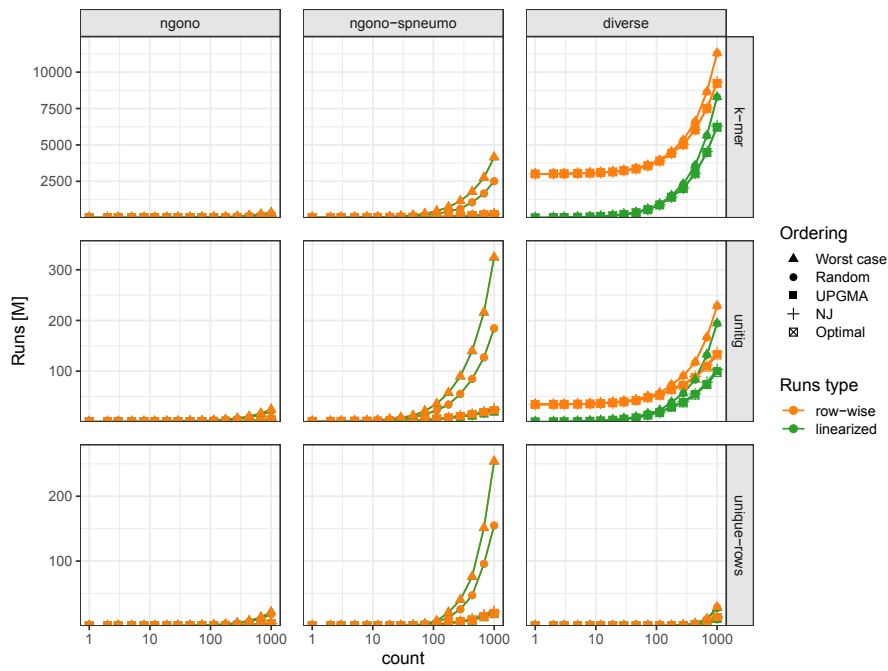 ngono
ngono−spneumo
diverse
10000
7500
5000
2500
k−mer
300
200
100
unitig
Runs [M]
200
100
unique−rows
1 10 100 1000
1 10 100 1000
1 10 100 1000
count
Ordering
Worst case
Random
UPGMA
NJ
Optimal
Runs type
row−wise
linearized